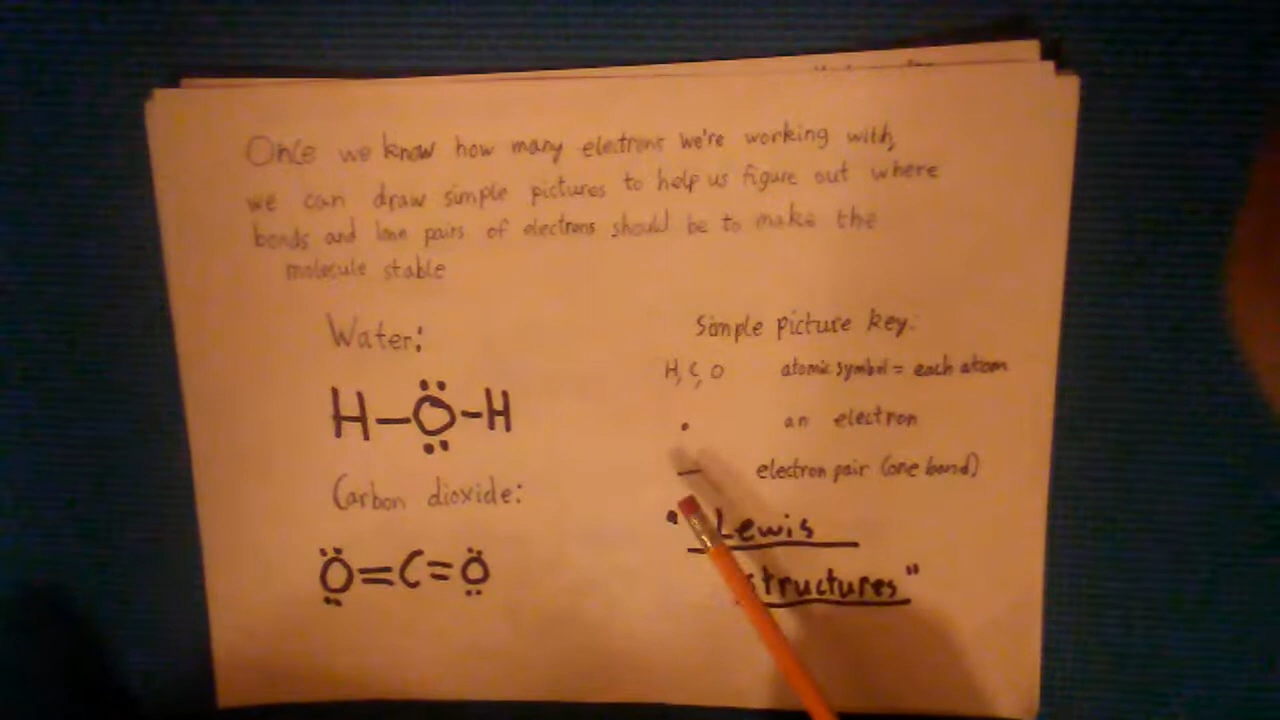 Once we know how many electrons we're working with,
we can draw simple pictures to help us figure out where
bonds and lone pairs of electrons should be to make the
molecule stable
Water:
H–Ö–H
Carbon dioxide:
Ö=C=Ö
Simple picture key:
H, C, O atomic symbol = each atom
• an electron
— electron pair (one bond)
"Lewis
structures"